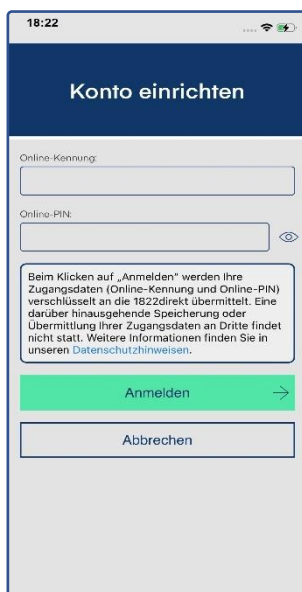 18:22
Konto einrichten
Online-Kennung:
Online-PIN:
Beim Klicken auf „Anmelden" werden Ihre
Zugangsdaten (Online-Kennung und Online-PIN)
verschlüsselt an die 1822direkt übermittelt. Eine
darüber hinausgehende Speicherung oder
Übermittlung Ihrer Zugangsdaten an Dritte findet
nicht statt. Weitere Informationen finden Sie in
unseren Datenschutzhinweisen.
Anmelden
Abbrechen